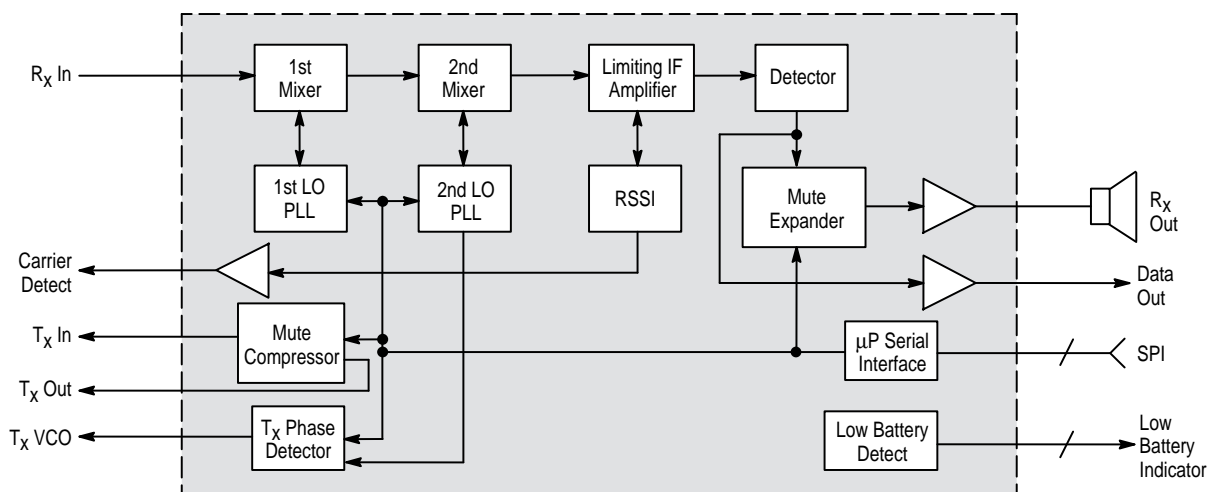 Rx In
1st
Mixer
2nd
Mixer
Limiting IF
Amplifier
Detector
1st LO
PLL
2nd LO
PLL
RSSI
Mute
Expander
Rx
Out
Carrier
Detect
Data
Out
Tx In
Mute
Compressor
µP Serial
Interface
SPI
Tx Out
Tx VCO
Tx Phase
Detector
Low Battery
Detect
Low
Battery
Indicator